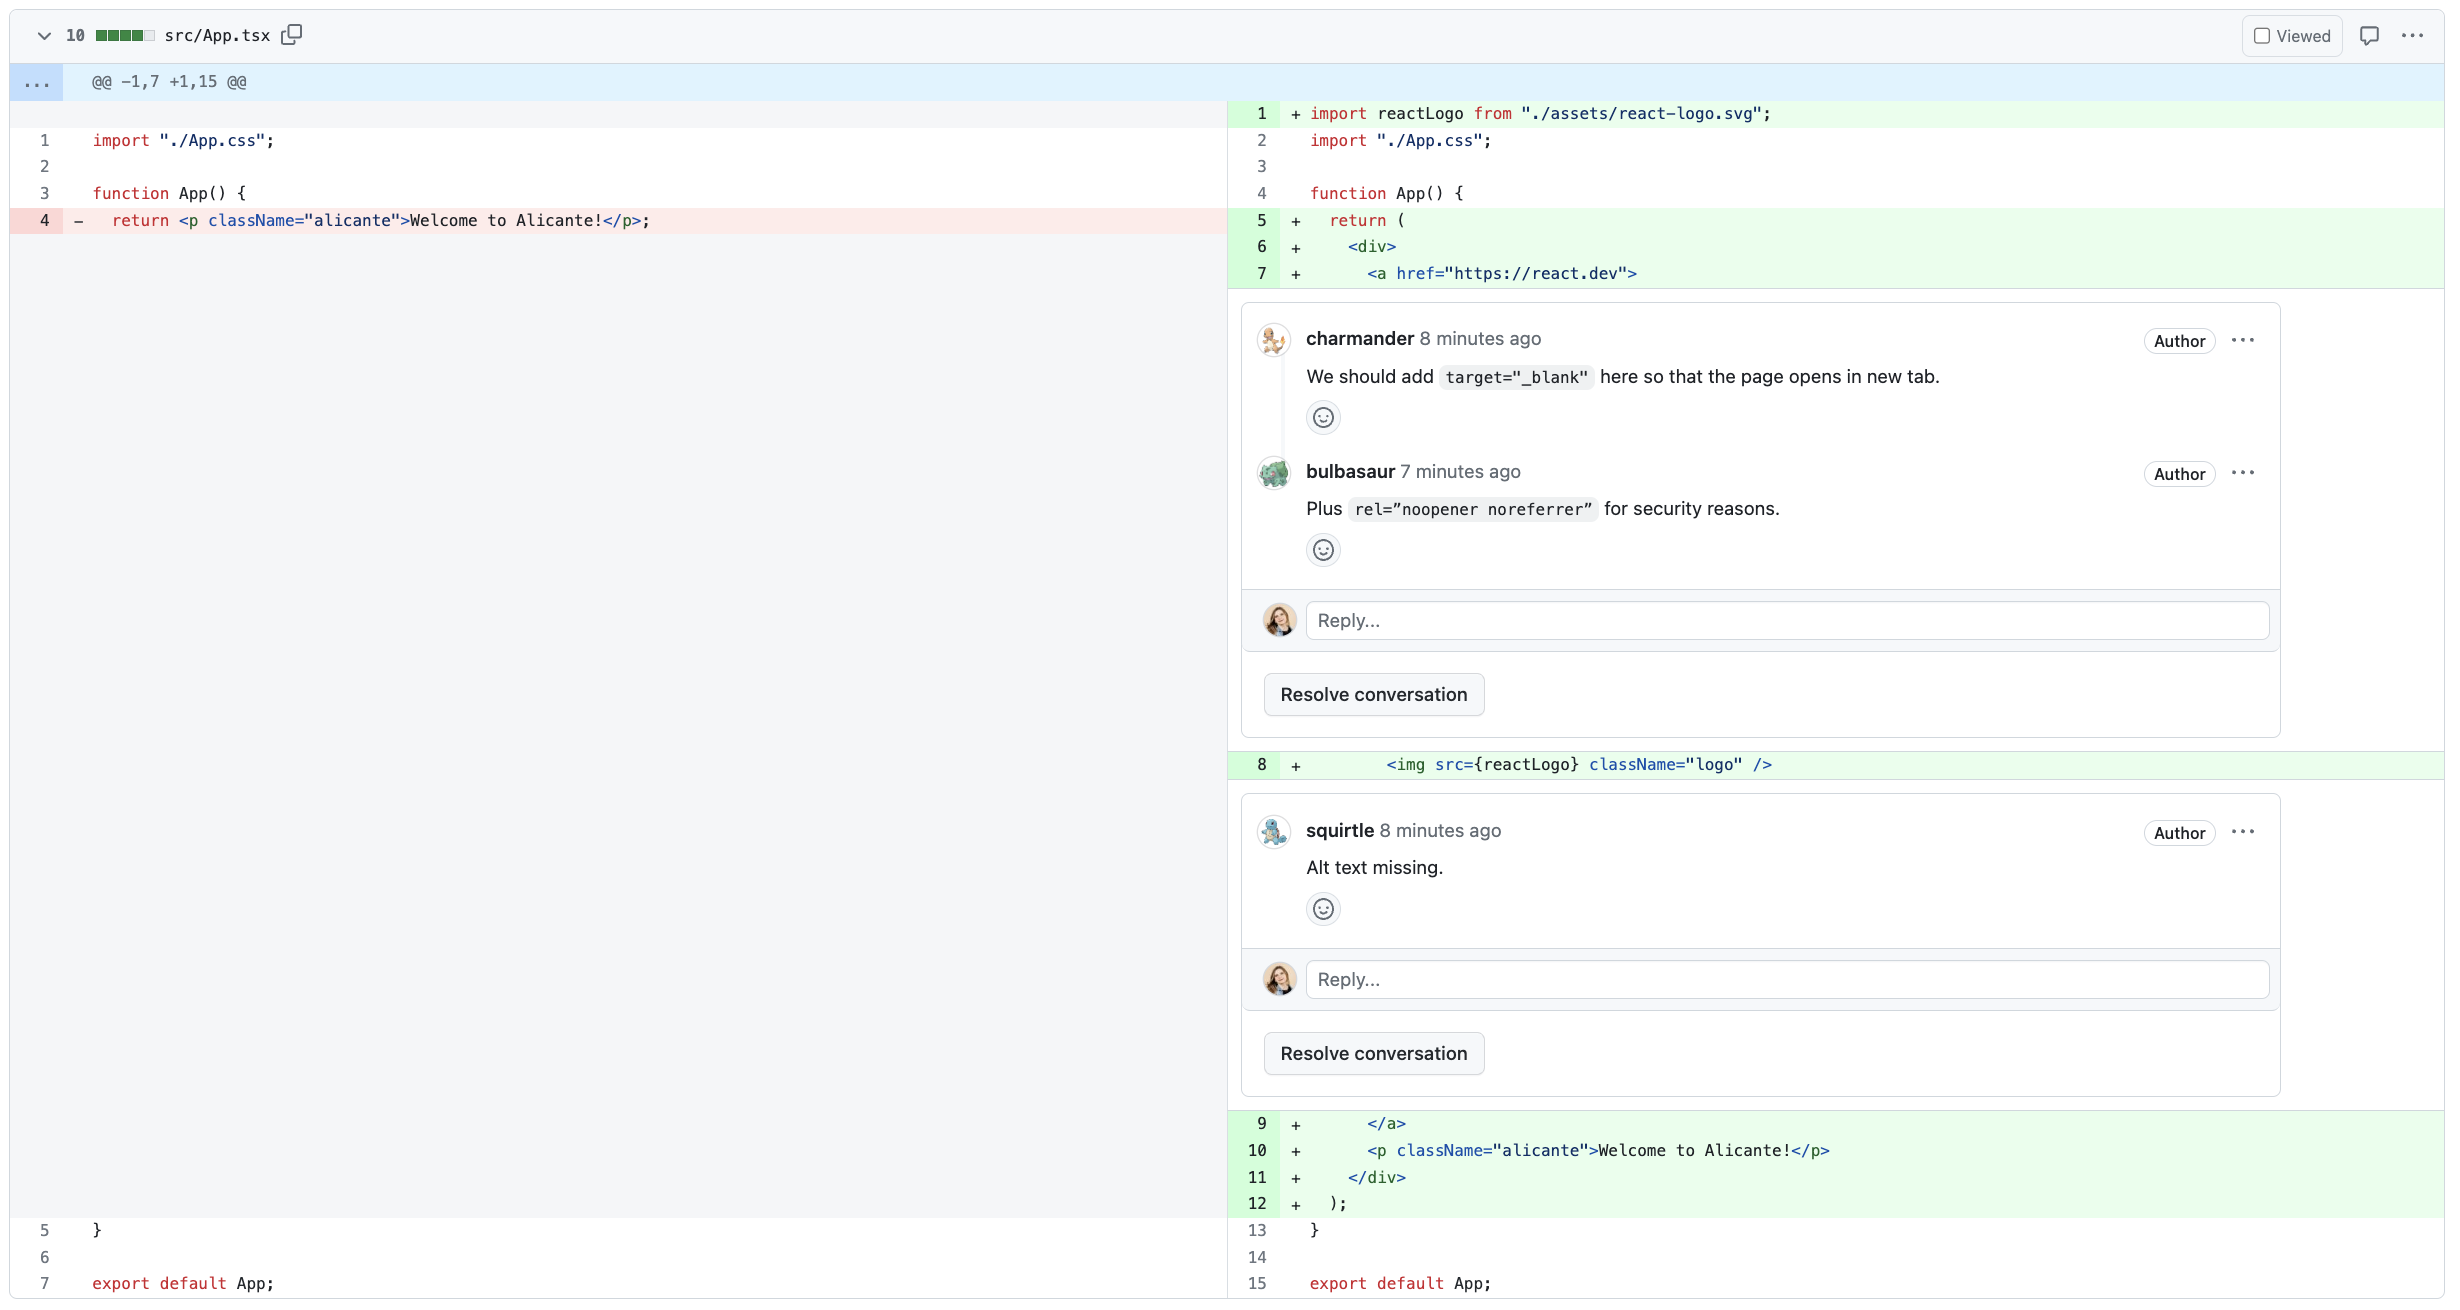 10 src/App.tsx Viewed
... @@ -1,7 +1,15 @@
1 + import reactLogo from "./assets/react-logo.svg";
1 import "./App.css";
2 import "./App.css";
2
3
3 function App() {
4 function App() {
4 - return <p className="alicante">Welcome to Alicante!</p>;
5 + return (
6 + <div>
7 + <a href="https://react.dev">
charmander 8 minutes ago Author
We should add target="_blank" here so that the page opens in new tab.
bulbasaur 7 minutes ago Author
Plus rel=”noopener noreferrer” for security reasons.
Reply...
Resolve conversation
8 + <img src={reactLogo} className="logo" />
squirtle 8 minutes ago Author
Alt text missing.
Reply...
Resolve conversation
9 + </a>
10 + <p className="alicante">Welcome to Alicante!</p>
11 + </div>
12 + );
5 }
13 }
6
14
7 export default App;
15 export default App;